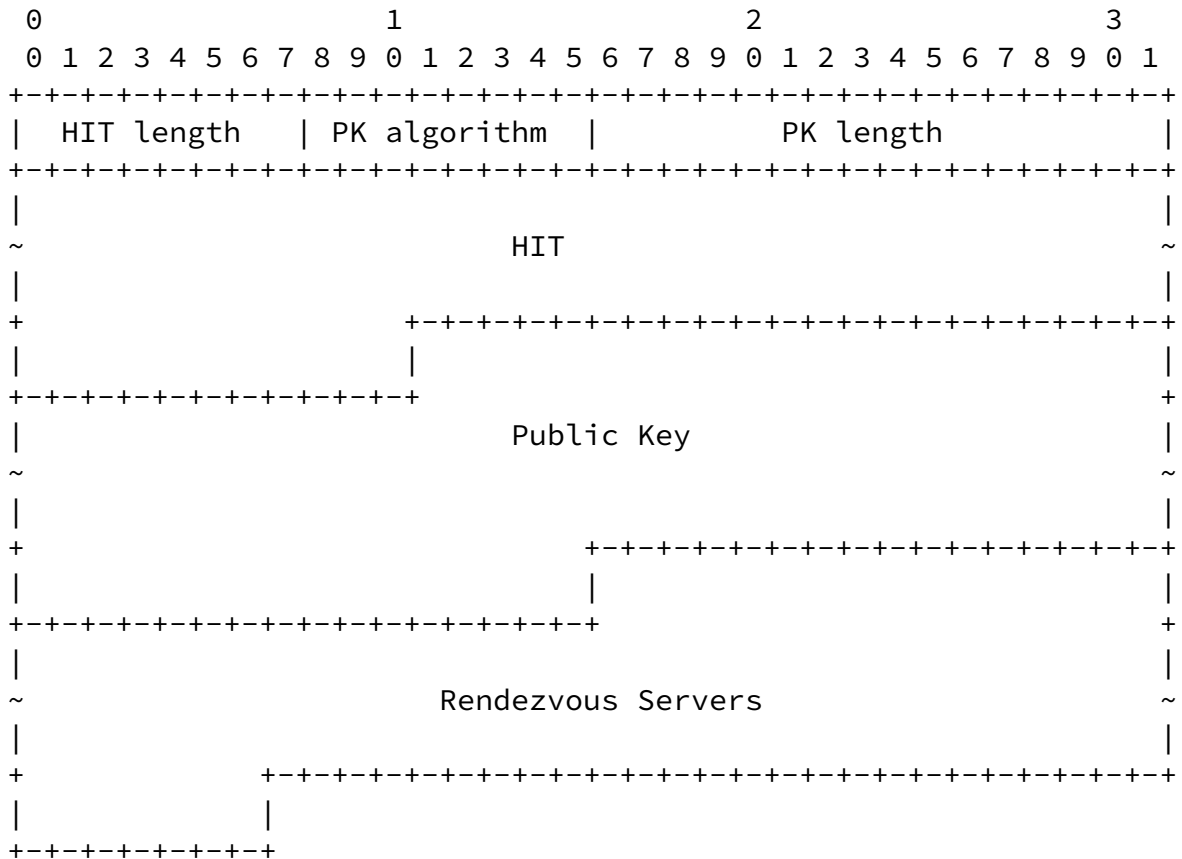 0                   1                   2                   3
 0 1 2 3 4 5 6 7 8 9 0 1 2 3 4 5 6 7 8 9 0 1 2 3 4 5 6 7 8 9 0 1
+-+-+-+-+-+-+-+-+-+-+-+-+-+-+-+-+-+-+-+-+-+-+-+-+-+-+-+-+-+-+-+-+
|  HIT length   | PK algorithm  |          PK length            |
+-+-+-+-+-+-+-+-+-+-+-+-+-+-+-+-+-+-+-+-+-+-+-+-+-+-+-+-+-+-+-+-+
|                                                               |
~                           HIT                                 ~
|                                                               |
+                     +-+-+-+-+-+-+-+-+-+-+-+-+-+-+-+-+-+-+-+-+-+
|                     |                                         |
+-+-+-+-+-+-+-+-+-+-+-+                                         +
|                           Public Key                          |
~                                                               ~
|                                                               |
+                               +-+-+-+-+-+-+-+-+-+-+-+-+-+-+-+-+
|                               |                               |
+-+-+-+-+-+-+-+-+-+-+-+-+-+-+-+-+                               +
|                                                               |
~                       Rendezvous Servers                      ~
|                                                               |
+             +-+-+-+-+-+-+-+-+-+-+-+-+-+-+-+-+-+-+-+-+-+-+-+-+-+
|             |
+-+-+-+-+-+-+-+